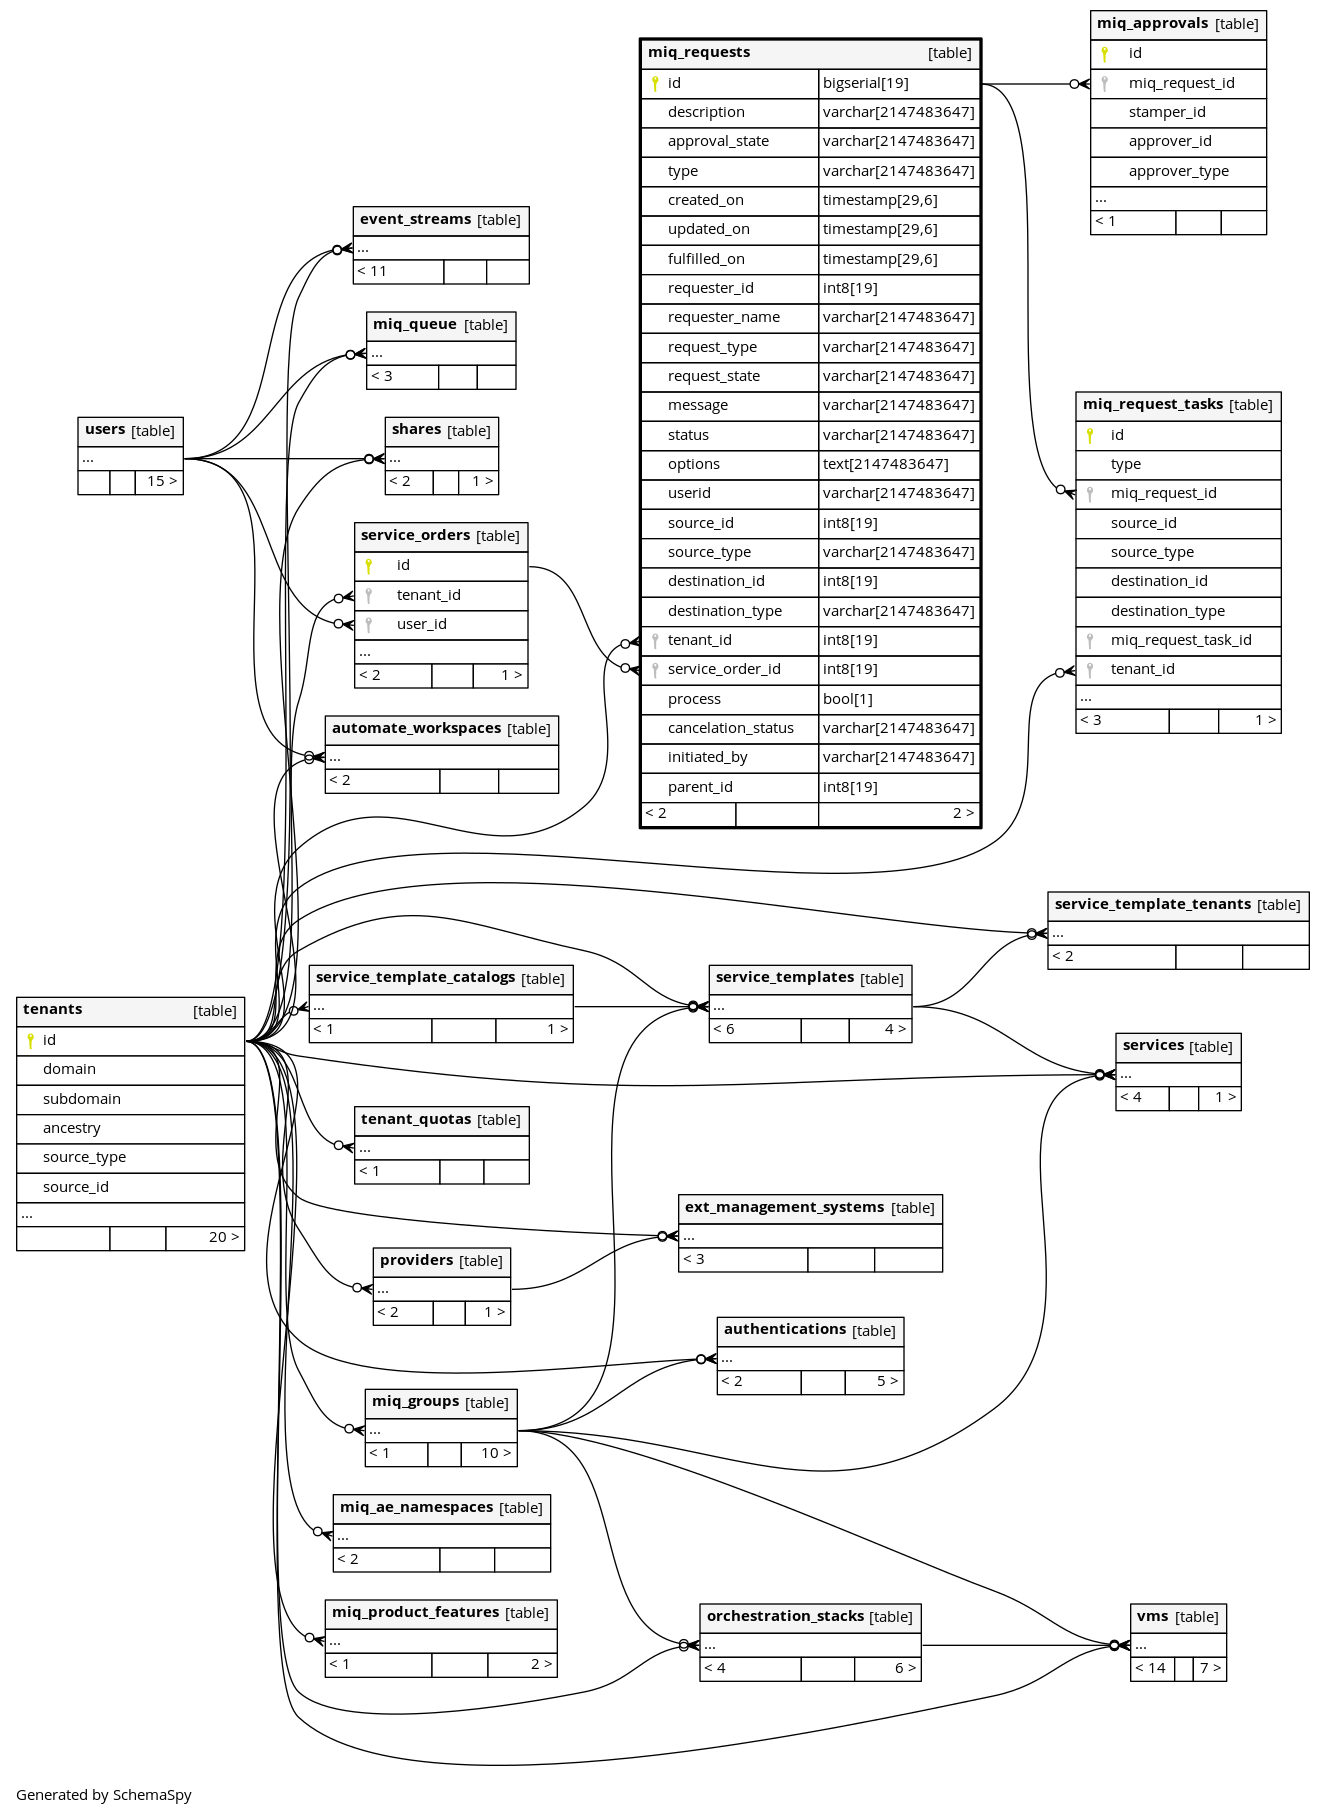 miq_approvals [table]
id
miq_request_id
stamper_id
approver_id
approver_type
...
< 1
miq_requests [table]
id bigserial[19]
description varchar[2147483647]
approval_state varchar[2147483647]
type varchar[2147483647]
created_on timestamp[29,6]
updated_on timestamp[29,6]
fulfilled_on timestamp[29,6]
requester_id int8[19]
requester_name varchar[2147483647]
request_type varchar[2147483647]
request_state varchar[2147483647]
message varchar[2147483647]
status varchar[2147483647]
options text[2147483647]
userid varchar[2147483647]
source_id int8[19]
source_type varchar[2147483647]
destination_id int8[19]
destination_type varchar[2147483647]
tenant_id int8[19]
service_order_id int8[19]
process bool[1]
cancelation_status varchar[2147483647]
initiated_by varchar[2147483647]
parent_id int8[19]
< 2 2 >
event_streams [table]
...
< 11
miq_queue [table]
...
< 3
users [table]
...
15 >
shares [table]
...
< 2 1 >
miq_request_tasks [table]
id
type
miq_request_id
source_id
source_type
destination_id
destination_type
miq_request_task_id
tenant_id
...
< 3 1 >
service_orders [table]
id
tenant_id
user_id
...
< 2 1 >
automate_workspaces [table]
...
< 2
service_template_tenants [table]
...
< 2
service_template_catalogs [table]
...
< 1 1 >
service_templates [table]
...
< 6 4 >
tenants [table]
id
domain
subdomain
ancestry
source_type
source_id
...
20 >
services [table]
...
< 4 1 >
tenant_quotas [table]
...
< 1
ext_management_systems [table]
...
< 3
providers [table]
...
< 2 1 >
authentications [table]
...
< 2 5 >
miq_groups [table]
...
< 1 10 >
miq_ae_namespaces [table]
...
< 2
miq_product_features [table]
...
< 1 2 >
orchestration_stacks [table]
...
< 4 6 >
vms [table]
...
< 14 7 >
Generated by SchemaSpy